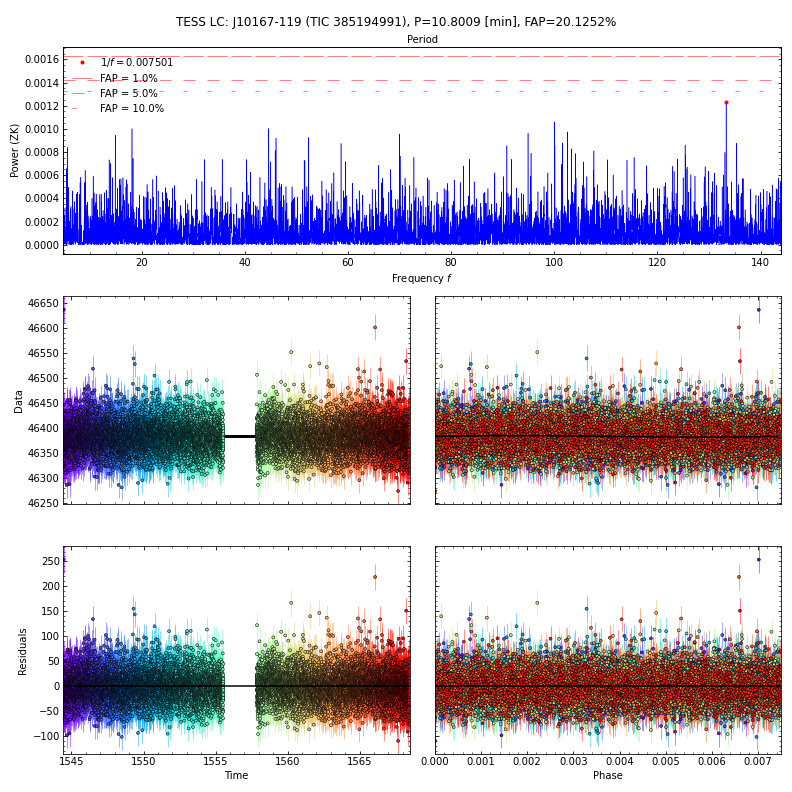 TESS LC: J10167-119 (TIC 385194991), P=10.8009 [min], FAP=20.1252%
Period
1/f = 0.007501
FAP = 1.0%
FAP = 5.0%
FAP = 10.0%
Power (ZK)
0.0016
0.0014
0.0012
0.0010
0.0008
0.0006
0.0004
0.0002
0.0000
20 40 60 80 100 120 140
Frequency f
Data
46650
46600
46550
46500
46450
46400
46350
46300
46250
Residuals
250
200
150
100
50
0
−50
−100
1545 1550 1555 1560 1565
Time
0.000 0.001 0.002 0.003 0.004 0.005 0.006 0.007
Phase